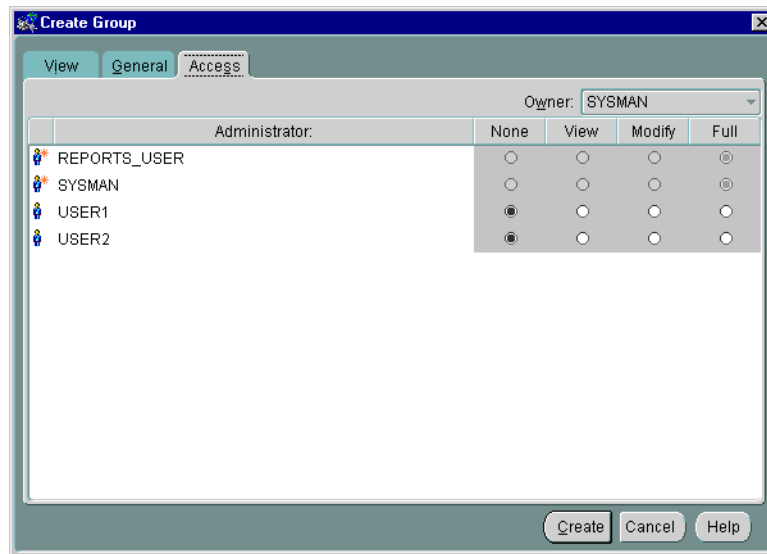 Create Group
View General Access
Owner: SYSMAN
Administrator: None View Modify Full
REPORTS_USER
SYSMAN
USER1
USER2
Create Cancel Help